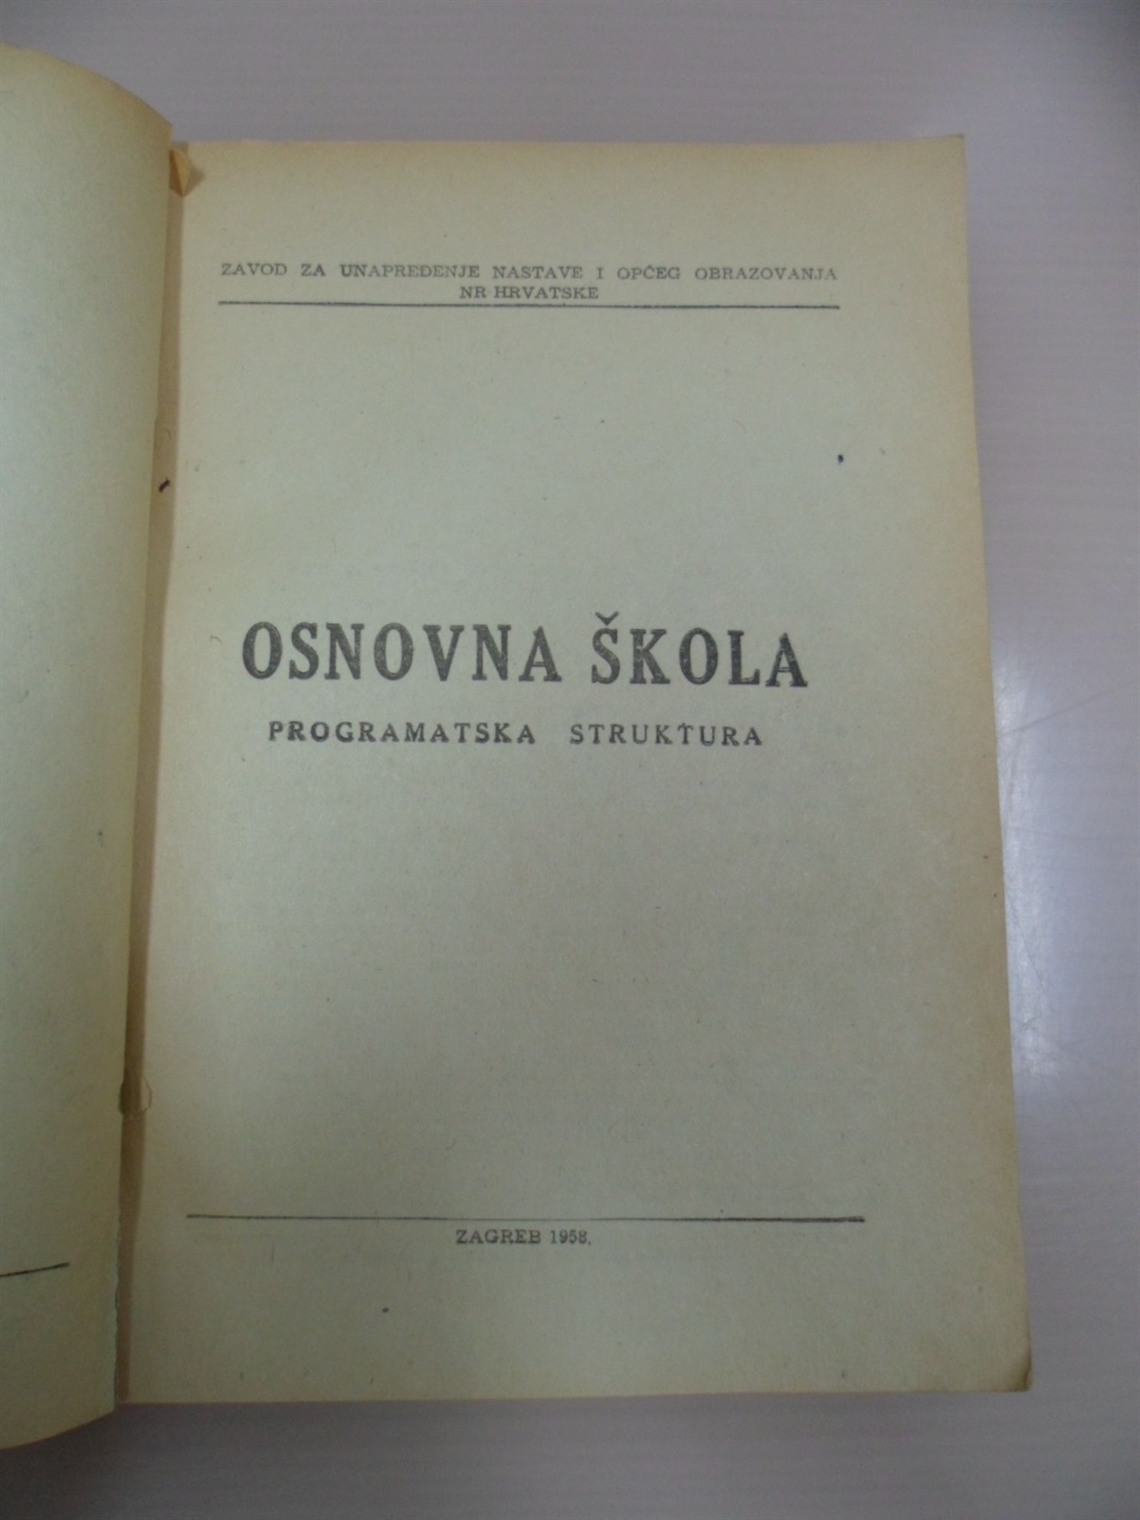 ZAVOD ZA UNAPREĐENJE NASTAVE I OPĆEG OBRAZOVANJA
NR HRVATSKE
OSNOVNA ŠKOLA
PROGRAMATSKA STRUKTURA
ZAGREB 1958.